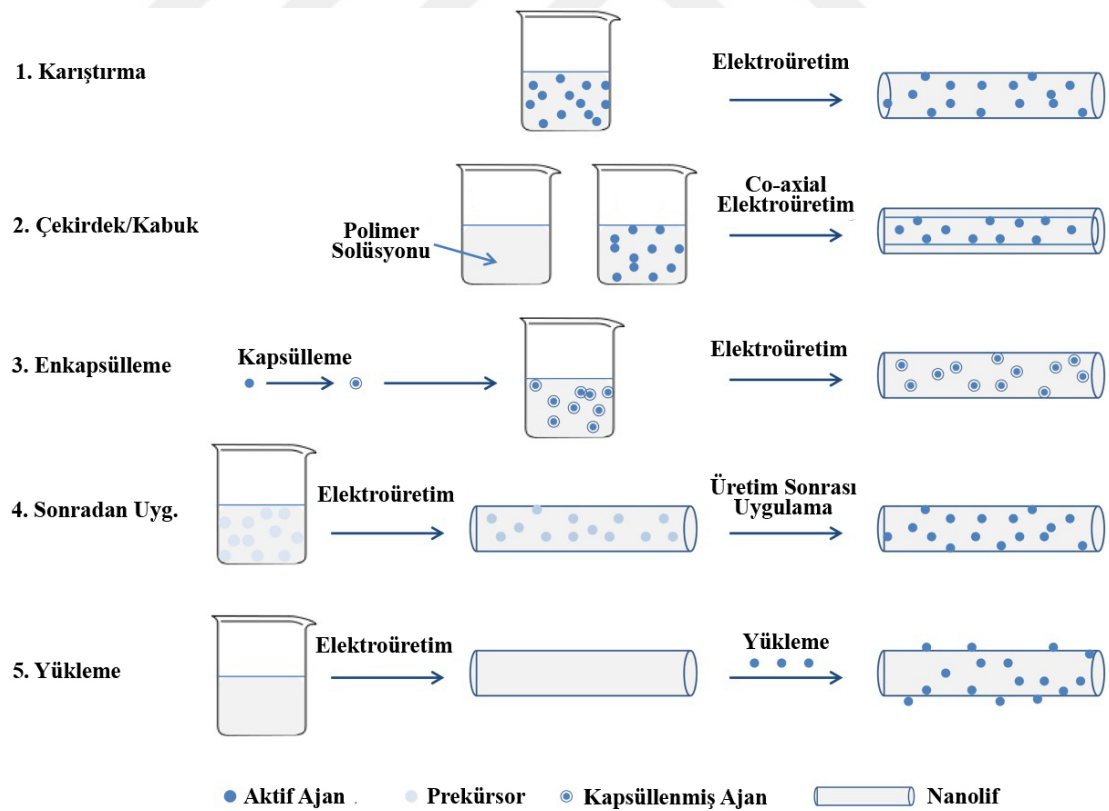 1. Karıştırma
Elektroüretim
2. Çekirdek/Kabuk
Polimer
Solüsyonu
Co-axial
Elektroüretim
3. Enkapsülleme
Kapsülleme
Elektroüretim
4. Sonradan Uyg.
Elektroüretim
Üretim Sonrası
Uygulama
5. Yükleme
Elektroüretim
Yükleme
Aktif Ajan
Prekürsor
Kapsüllenmiş Ajan
Nanolif